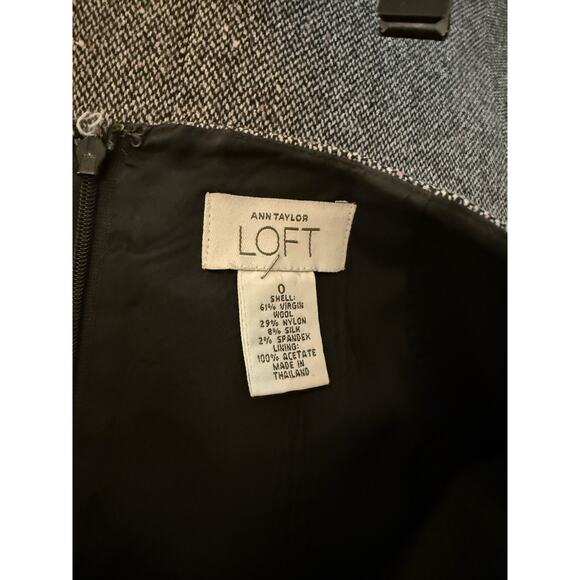 ANN TAYLOR
LOFT
0
SHELL:
61% VIRGIN
WOOL
29% NYLON
8% SILK
2% SPANDEX
LINING:
100% ACETATE
MADE IN
THAILAND